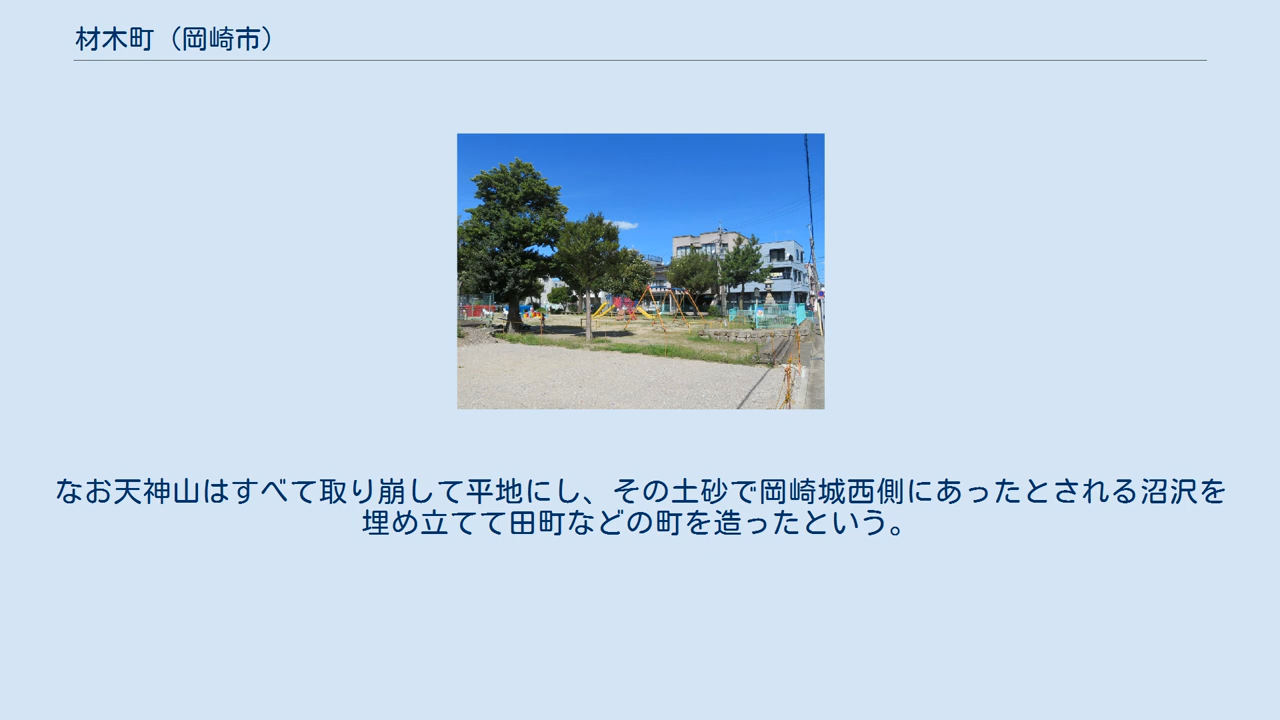 材木町（岡崎市）
なお天神山はすべて取り崩して平地にし、その土砂で岡崎城西側にあったとされる沼沢を
埋め立てて田町などの町を造ったという。